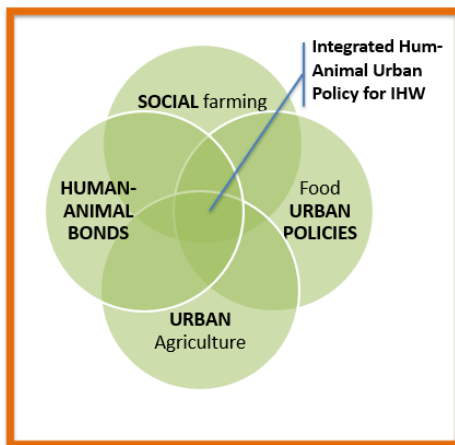 Integrated Hum-
Animal Urban
Policy for IHW
SOCIAL farming
HUMAN-
ANIMAL
BONDS
Food
URBAN
POLICIES
URBAN
Agriculture